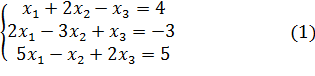 x₁ + 2x₂ − x₃ = 4
2x₁ − 3x₂ + x₃ = −3 (1)
5x₁ − x₂ + 2x₃ = 5